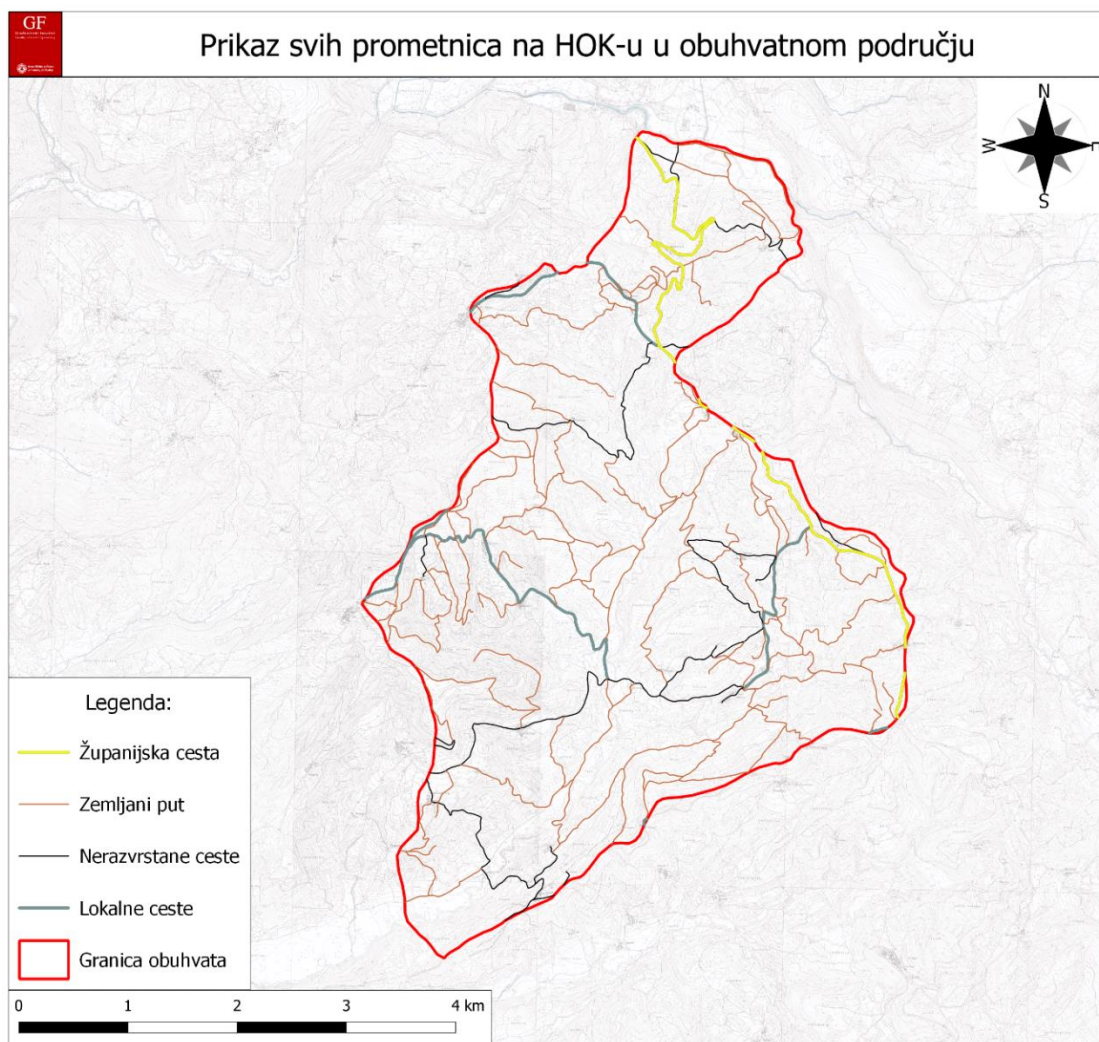 GF
Prikaz svih prometnica na HOK-u u obuhvatnom području
N
W
E
S
Legenda:
Županijska cesta
Zemljani put
Nerazvrstane ceste
Lokalne ceste
Granica obuhvata
0 1 2 3 4 km